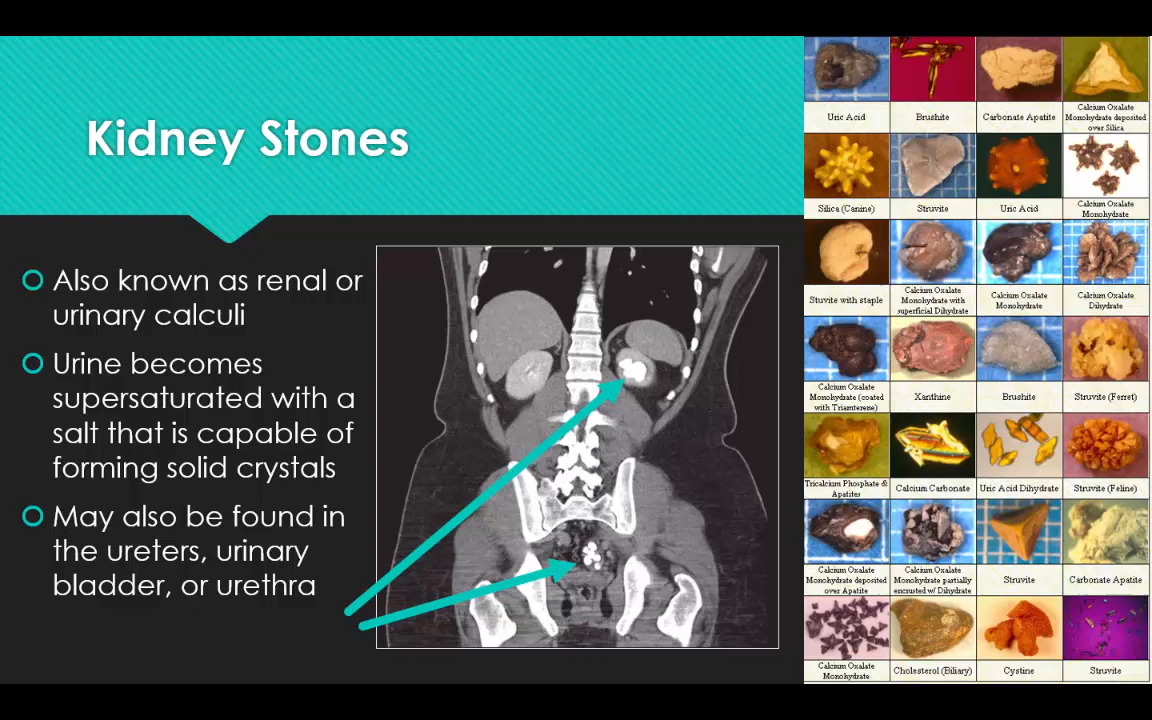 Kidney Stones
Also known as renal or
urinary calculi
Urine becomes
supersaturated with a
salt that is capable of
forming solid crystals
May also be found in
the ureters, urinary
bladder, or urethra
Uric Acid
Brushite
Carbonate Apatite
Calcium Oxalate
Monohydrate deposited
over Silica
Silica (Canine)
Struvite
Uric Acid
Calcium Oxalate
Monohydrate
Stuvite with staple
Calcium Oxalate
Monohydrate with
superficial Dihydrate
Calcium Oxalate
Monohydrate
Calcium Oxalate
Dihydrate
Calcium Oxalate
Monohydrate (coated
with Triamterene)
Xanthine
Brushite
Struvite (Ferret)
Tricalcium Phosphate &
Apatites
Calcium Carbonate
Uric Acid Dihydrate
Struvite (Feline)
Calcium Oxalate
Monohydrate deposited
over Apatite
Calcium Oxalate
Monohydrate partially
encrusted w/ Dihydrate
Struvite
Carbonate Apatite
Calcium Oxalate
Monohydrate
Cholesterol (Biliary)
Cystine
Struvite